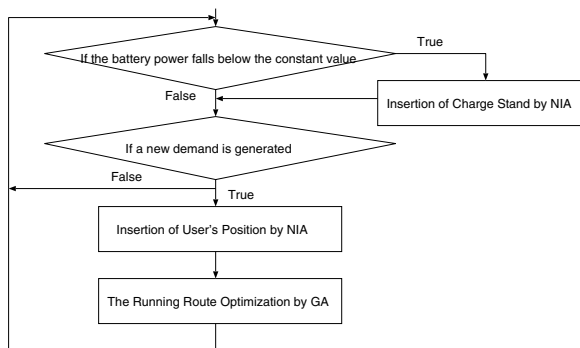 If the battery power falls below the constant value
True
False
Insertion of Charge Stand by NIA
If a new demand is generated
False
True
Insertion of User's Position by NIA
The Running Route Optimization by GA